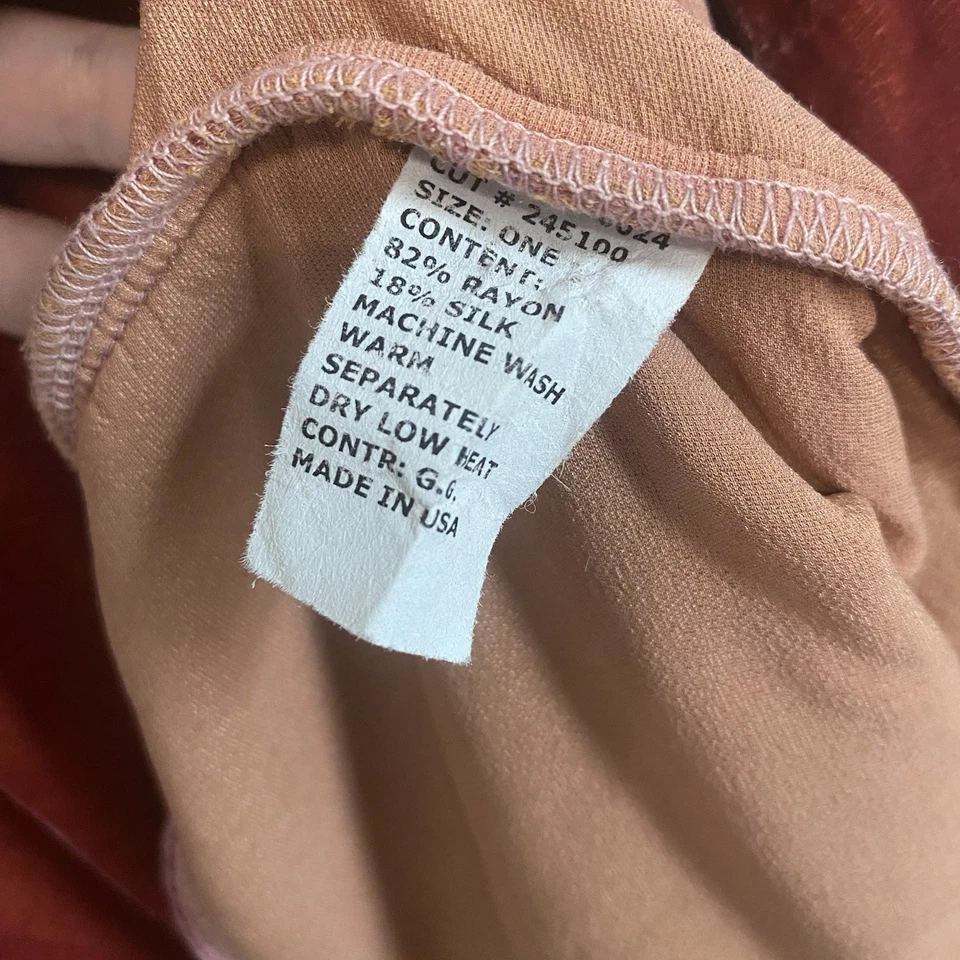 CUT # 245100
SIZE: ONE
CONTENT:
82% RAYON
18% SILK
MACHINE WASH
WARM
SEPARATELY
DRY LOW HEAT
CONTR: G.G.
MADE IN USA